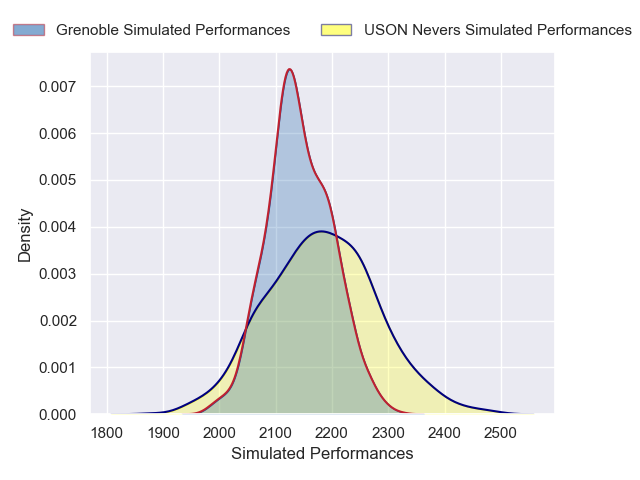 Grenoble Simulated Performances USON Nevers Simulated Performances
0.007
0.006
0.005
0.004
0.003
0.002
0.001
0.000
Density
1800 1900 2000 2100 2200 2300 2400 2500
Simulated Performances